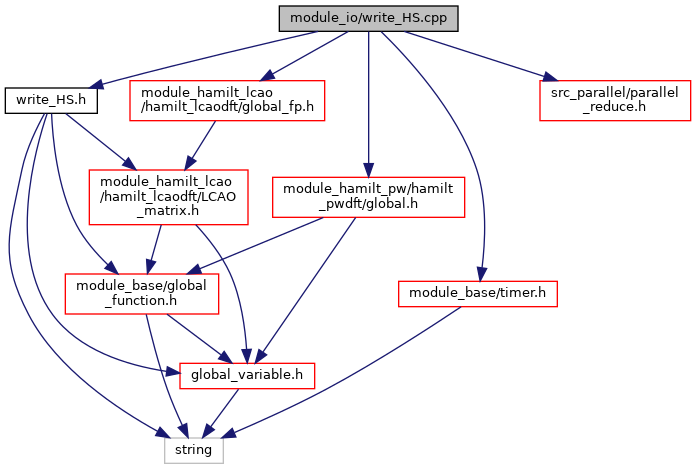 module_io/write_HS.cpp
write_HS.h
module_hamilt_lcao
/hamilt_lcaodft/global_fp.h
src_parallel/parallel
_reduce.h
module_hamilt_lcao
/hamilt_lcaodft/LCAO
_matrix.h
module_hamilt_pw/hamilt
_pwdft/global.h
module_base/global
_function.h
module_base/timer.h
global_variable.h
string